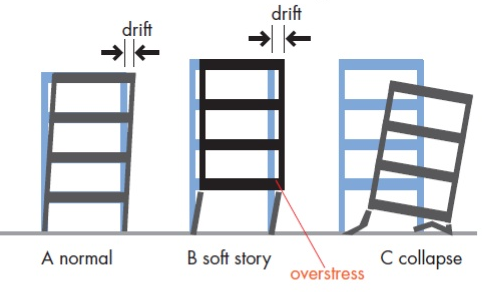 drift
drift
A normal
B soft story
C collapse
overstress